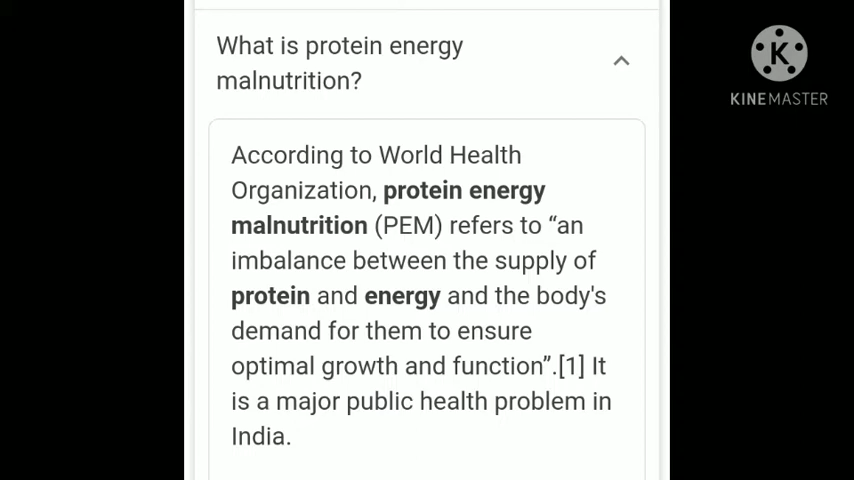 What is protein energy
malnutrition?
According to World Health
Organization, protein energy
malnutrition (PEM) refers to “an
imbalance between the supply of
protein and energy and the body's
demand for them to ensure
optimal growth and function”.[1] It
is a major public health problem in
India.
K
KINEMASTER